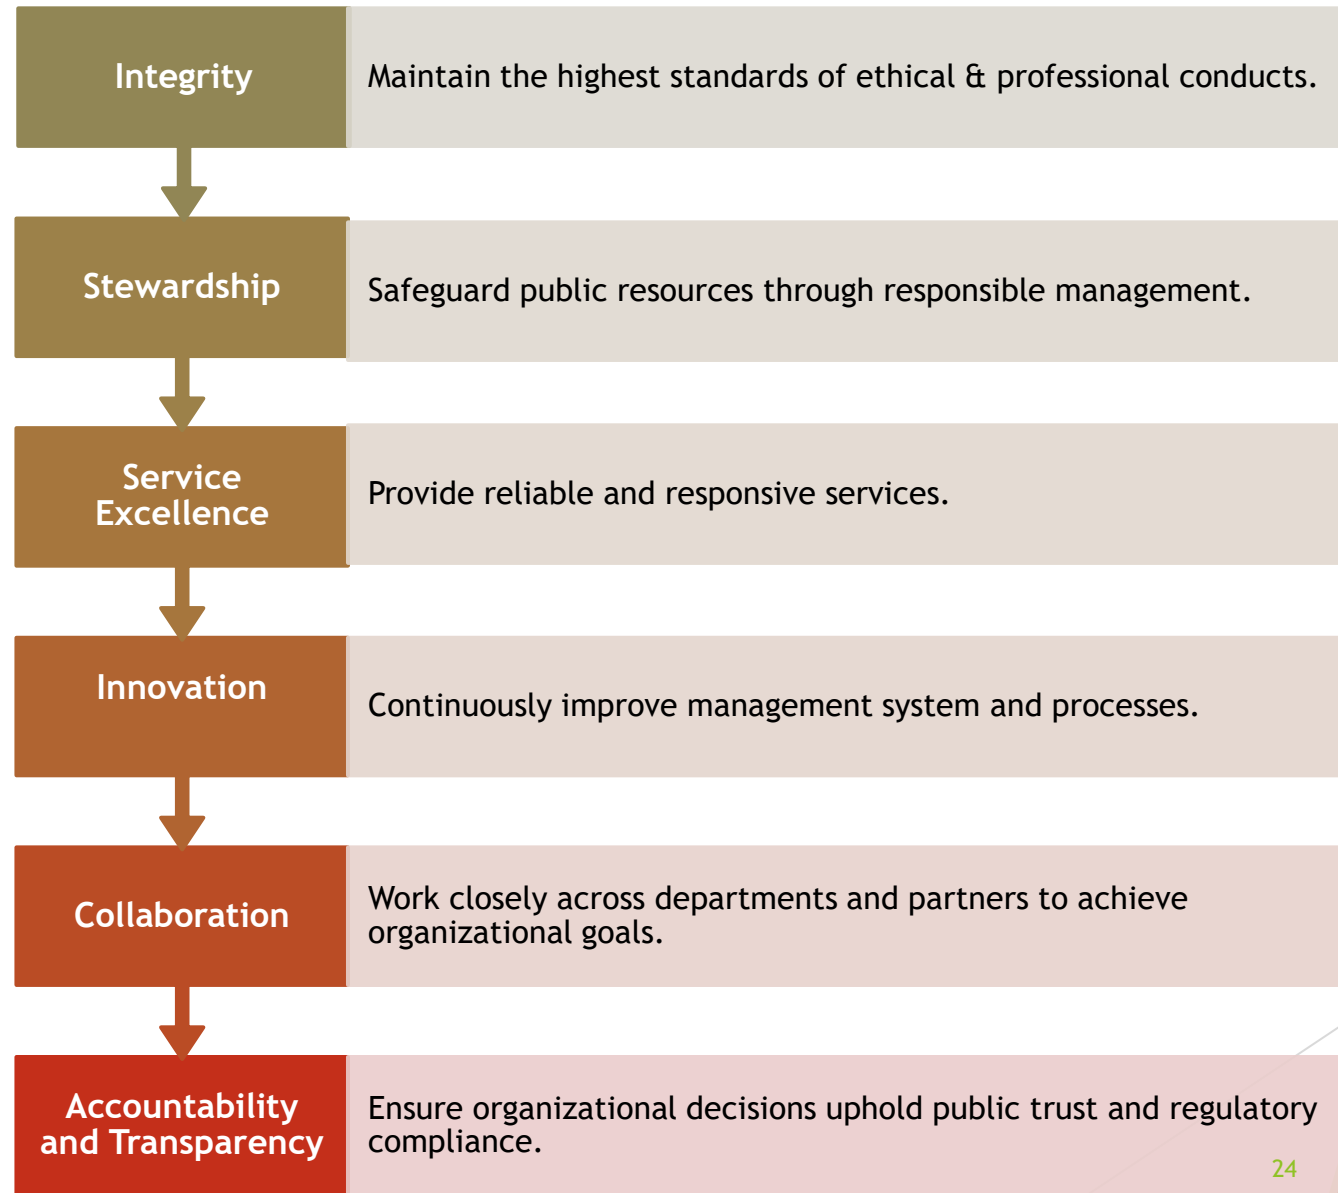 Integrity
Maintain the highest standards of ethical & professional conducts.
Stewardship
Safeguard public resources through responsible management.
Service
Excellence
Provide reliable and responsive services.
Innovation
Continuously improve management system and processes.
Collaboration
Work closely across departments and partners to achieve
organizational goals.
Accountability
and Transparency
Ensure organizational decisions uphold public trust and regulatory
compliance.
24